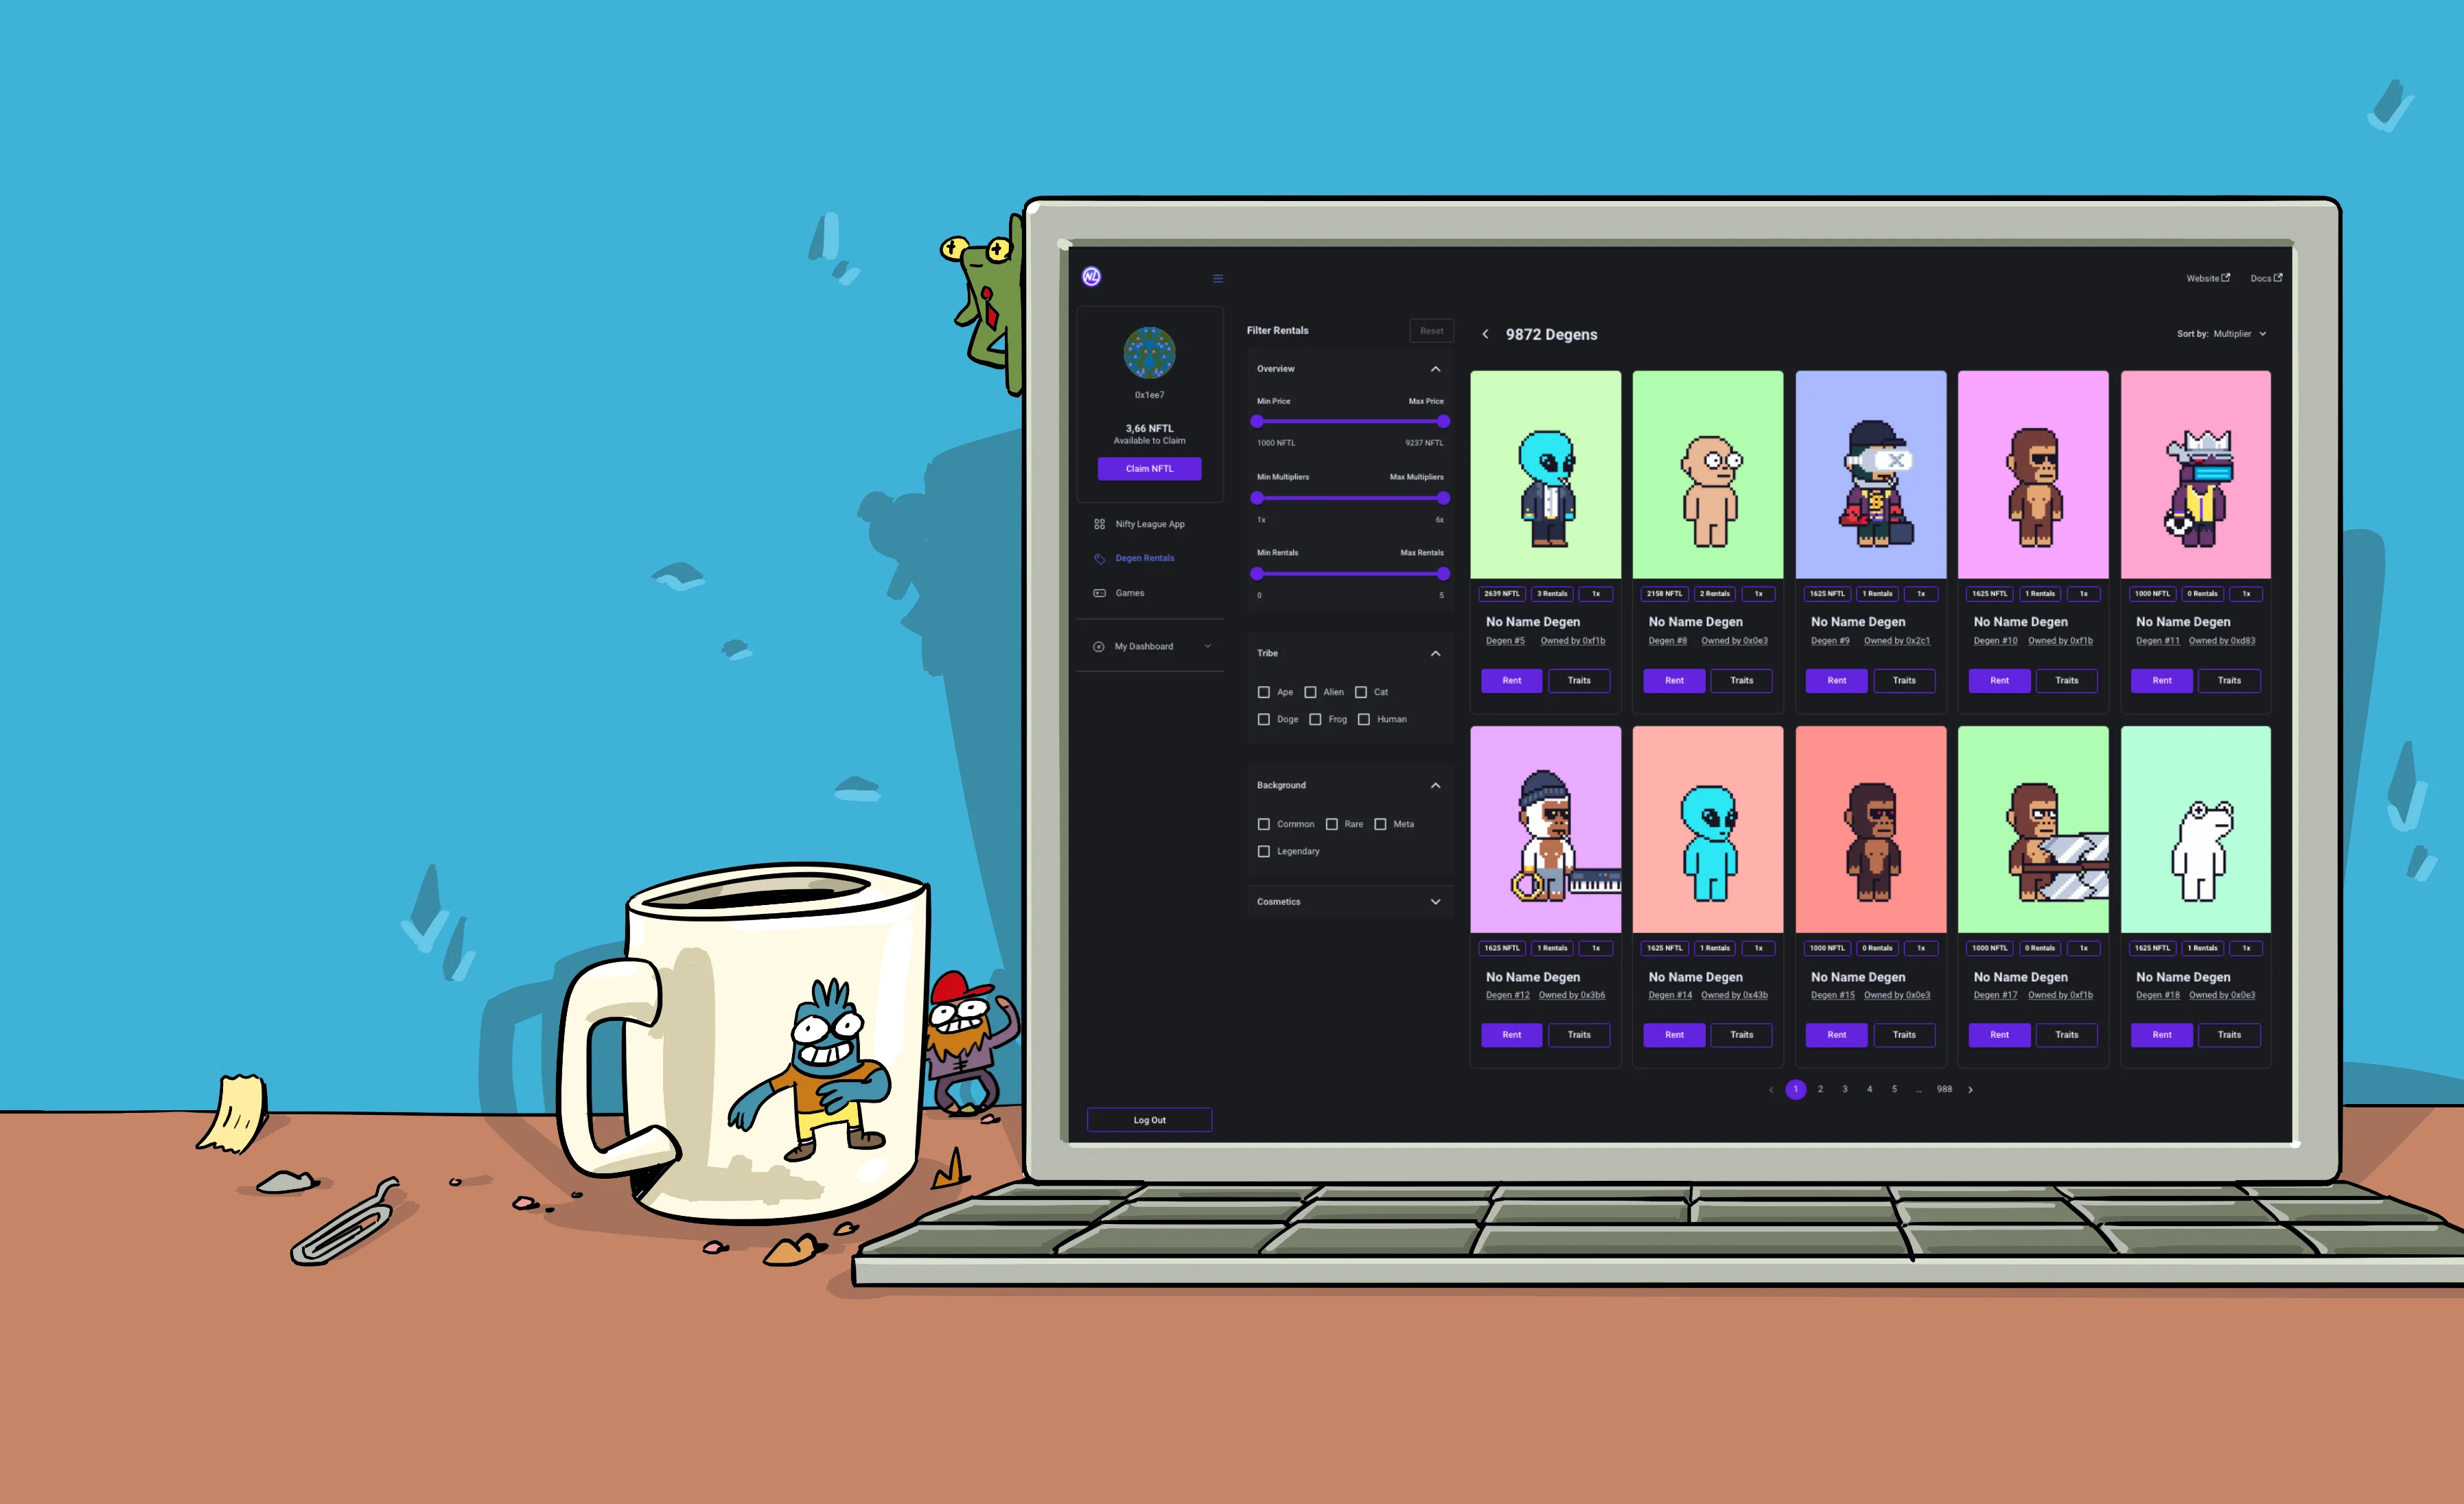 NL
Website
Docs
0x1ee7
3,66 NFTL
Available to Claim
Claim NFTL
Nifty League App
Degen Rentals
Games
My Dashboard
Log Out
Filter Rentals
Reset
Overview
Min Price Max Price
1000 NFTL 9237 NFTL
Min Multipliers Max Multipliers
1x 6x
Min Rentals Max Rentals
0 5
Tribe
Ape Alien Cat
Doge Frog Human
Background
Common Rare Meta
Legendary
Cosmetics
9872 Degens
Sort by: Multiplier
2639 NFTL 3 Rentals 1x
No Name Degen
Degen #5 Owned by 0xf1b
Rent Traits
2158 NFTL 2 Rentals 1x
No Name Degen
Degen #8 Owned by 0x0e3
Rent Traits
1625 NFTL 1 Rentals 1x
No Name Degen
Degen #9 Owned by 0x2c1
Rent Traits
1625 NFTL 1 Rentals 1x
No Name Degen
Degen #10 Owned by 0xf1b
Rent Traits
1000 NFTL 0 Rentals 1x
No Name Degen
Degen #11 Owned by 0xd83
Rent Traits
1625 NFTL 1 Rentals 1x
No Name Degen
Degen #12 Owned by 0x3b6
Rent Traits
1625 NFTL 1 Rentals 1x
No Name Degen
Degen #14 Owned by 0x43b
Rent Traits
1000 NFTL 0 Rentals 1x
No Name Degen
Degen #15 Owned by 0x0e3
Rent Traits
1000 NFTL 0 Rentals 1x
No Name Degen
Degen #17 Owned by 0xf1b
Rent Traits
1625 NFTL 1 Rentals 1x
No Name Degen
Degen #18 Owned by 0x0e3
Rent Traits
1 2 3 4 5 ... 988